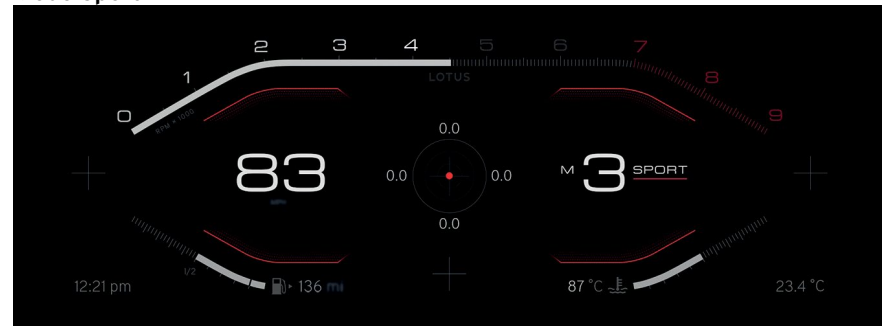 0 1 2 3 4 5 6 7 8 9
RPM x 1000
LOTUS
0.0
83
0.0 0.0
M 3 SPORT
MPH
0.0
1/2
12:21 pm
136 mi
87 °C
23.4 °C